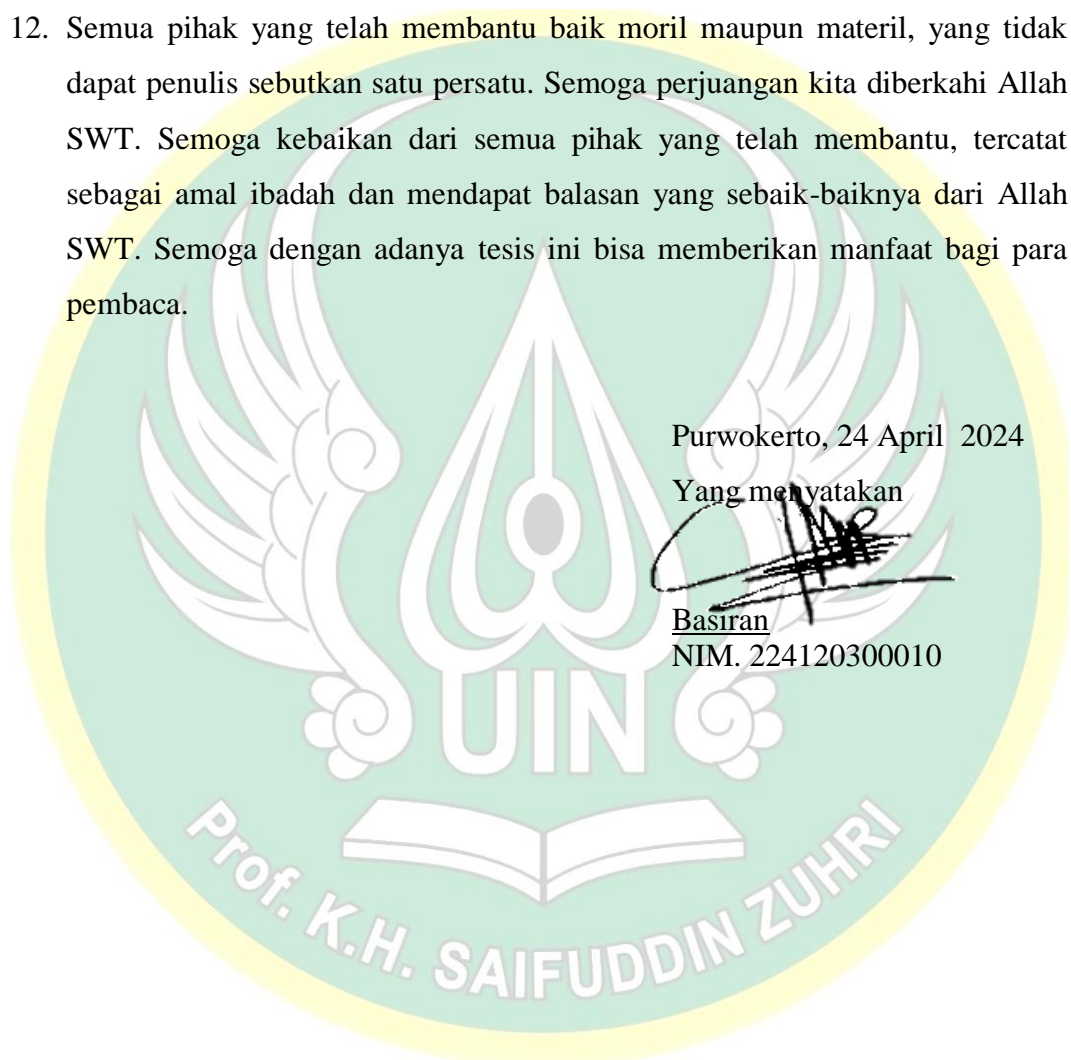 12. Semua pihak yang telah membantu baik moril maupun materil, yang tidak
dapat penulis sebutkan satu persatu. Semoga perjuangan kita diberkahi Allah
SWT. Semoga kebaikan dari semua pihak yang telah membantu, tercatat
sebagai amal ibadah dan mendapat balasan yang sebaik-baiknya dari Allah
SWT. Semoga dengan adanya tesis ini bisa memberikan manfaat bagi para
pembaca.
Purwokerto, 24 April 2024
Yang menyatakan
Basiran
NIM. 224120300010
UIN
Prof. K.H. SAIFUDDIN ZUHRI